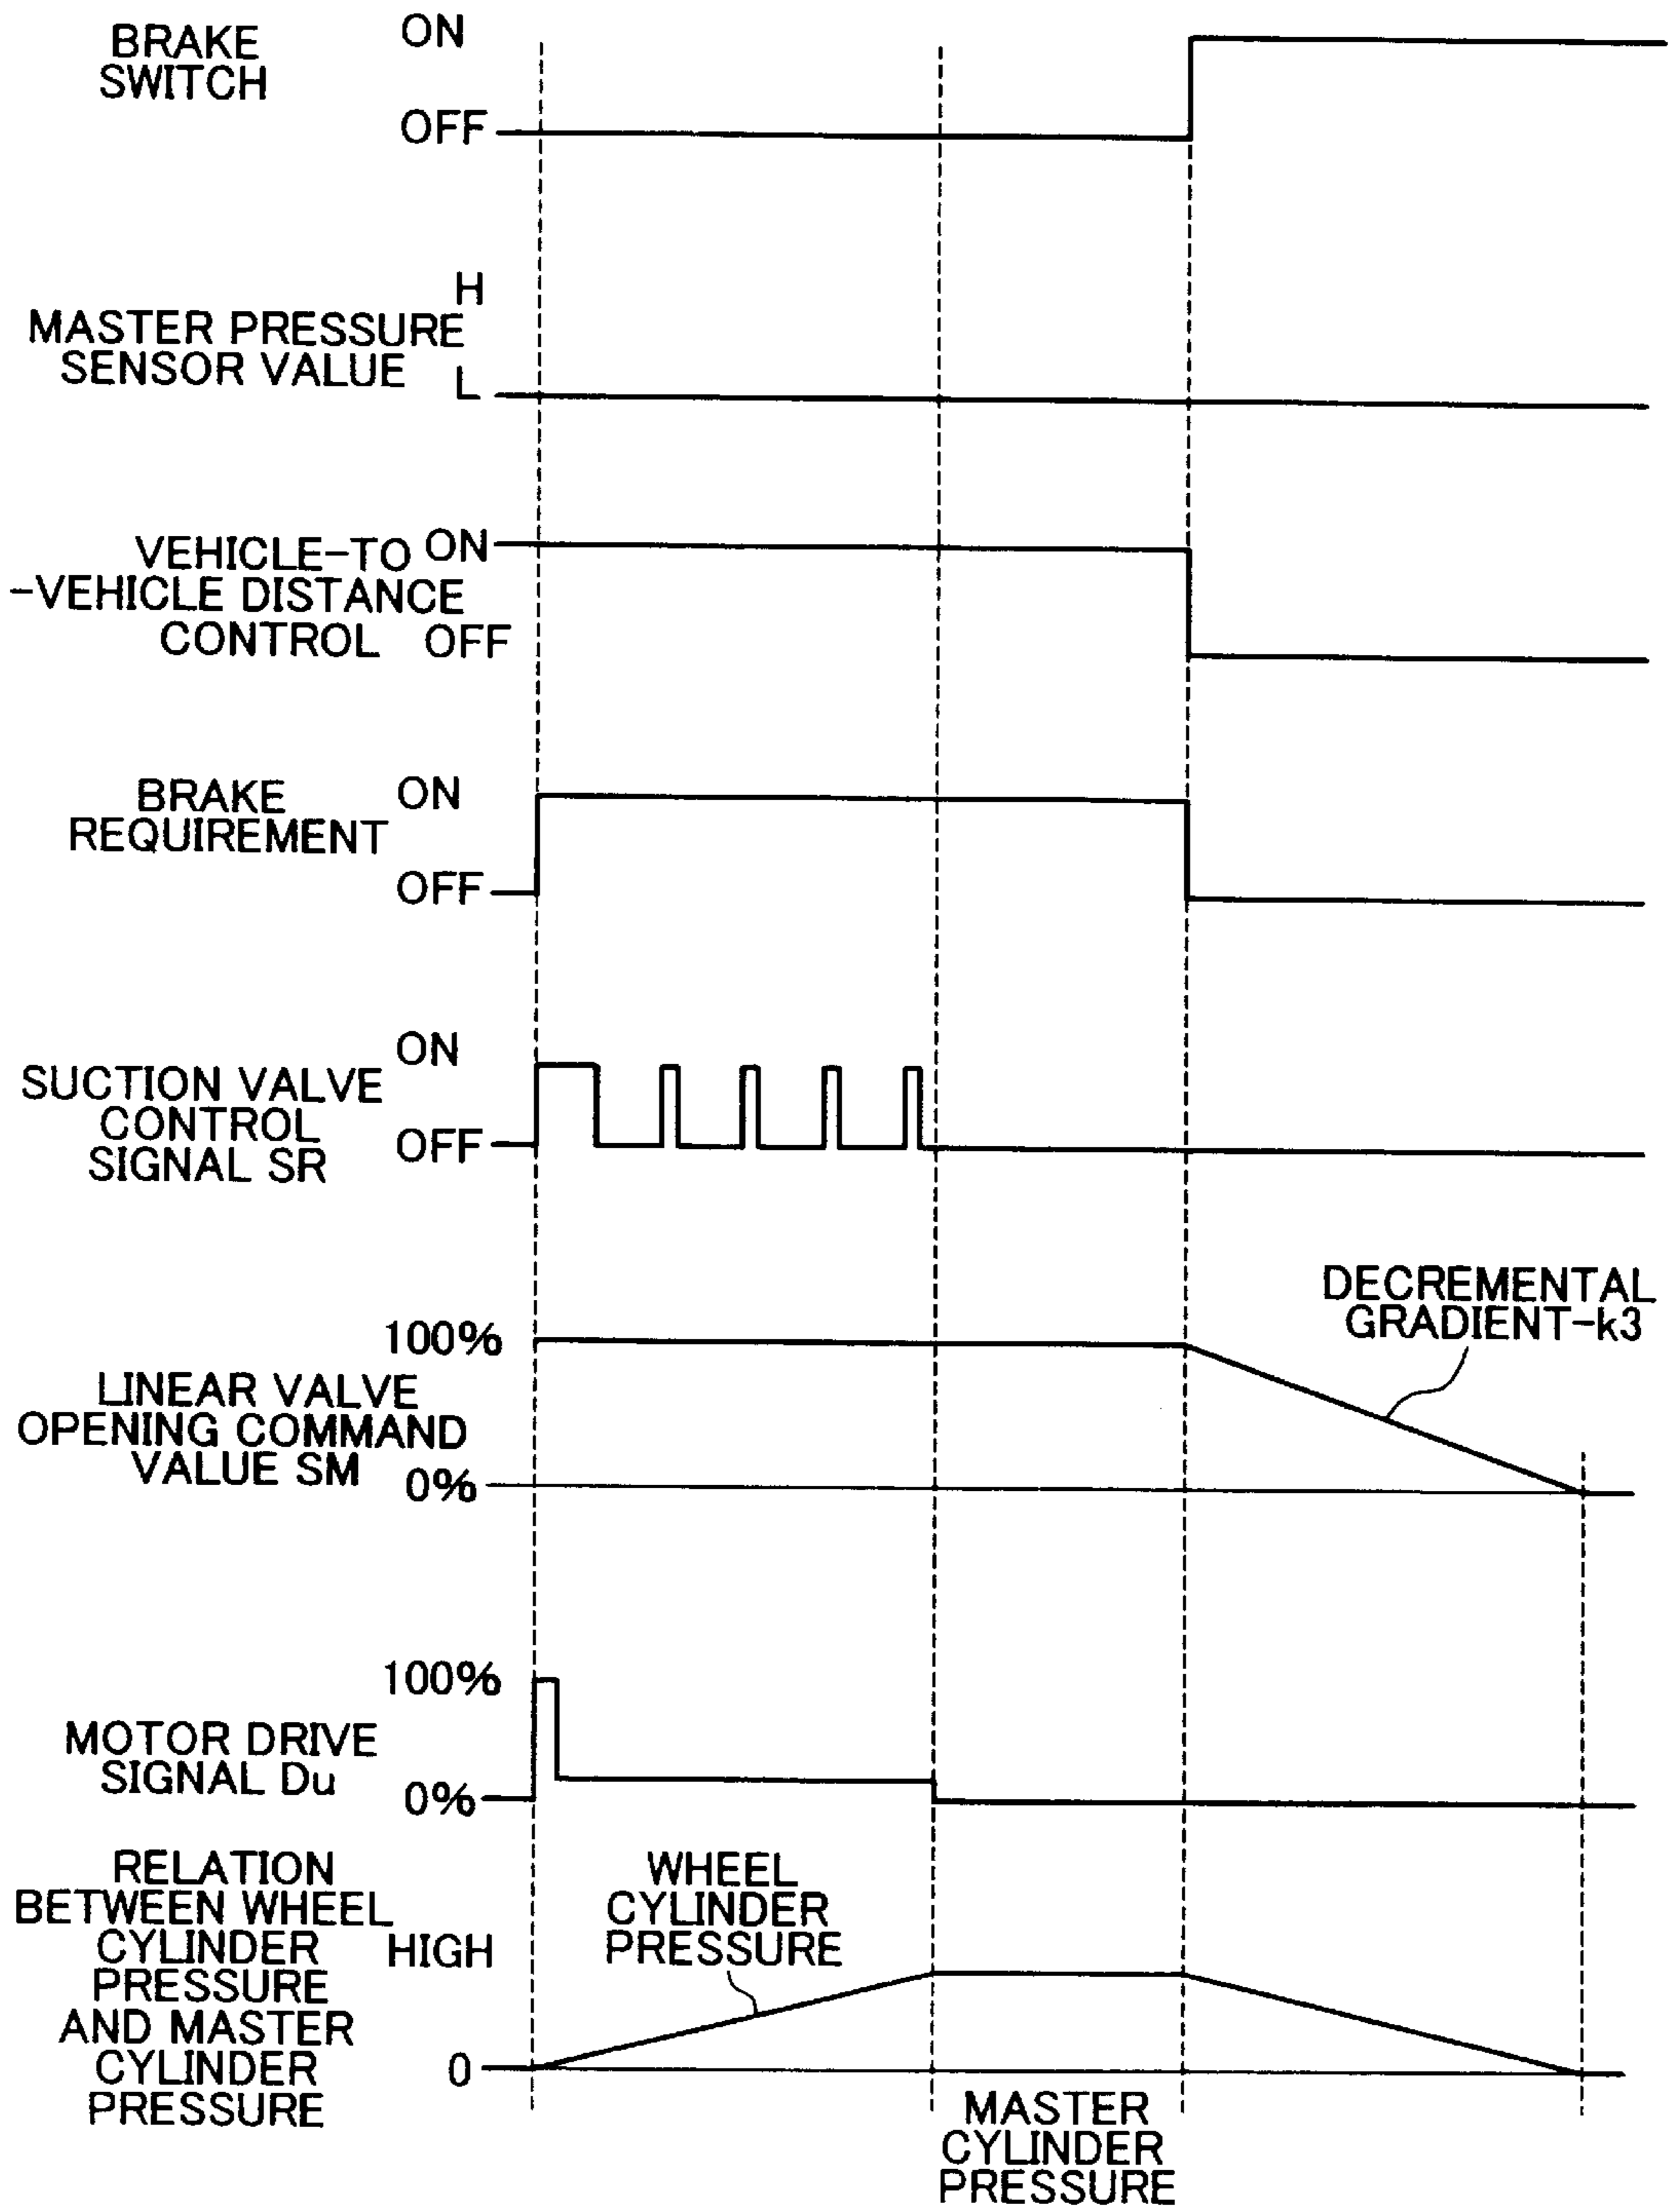 BRAKE
SWITCH
ON
OFF
MASTER PRESSURE
SENSOR VALUE
H
L
VEHICLE-TO
-VEHICLE DISTANCE
CONTROL
ON
OFF
BRAKE
REQUIREMENT
ON
OFF
SUCTION VALVE
CONTROL
SIGNAL SR
ON
OFF
DECREMENTAL
GRADIENT-k3
LINEAR VALVE
OPENING COMMAND
VALUE SM
100%
0%
MOTOR DRIVE
SIGNAL Du
100%
0%
RELATION
BETWEEN WHEEL
CYLINDER
PRESSURE
AND MASTER
CYLINDER
PRESSURE
HIGH
0
WHEEL
CYLINDER
PRESSURE
MASTER
CYLINDER
PRESSURE